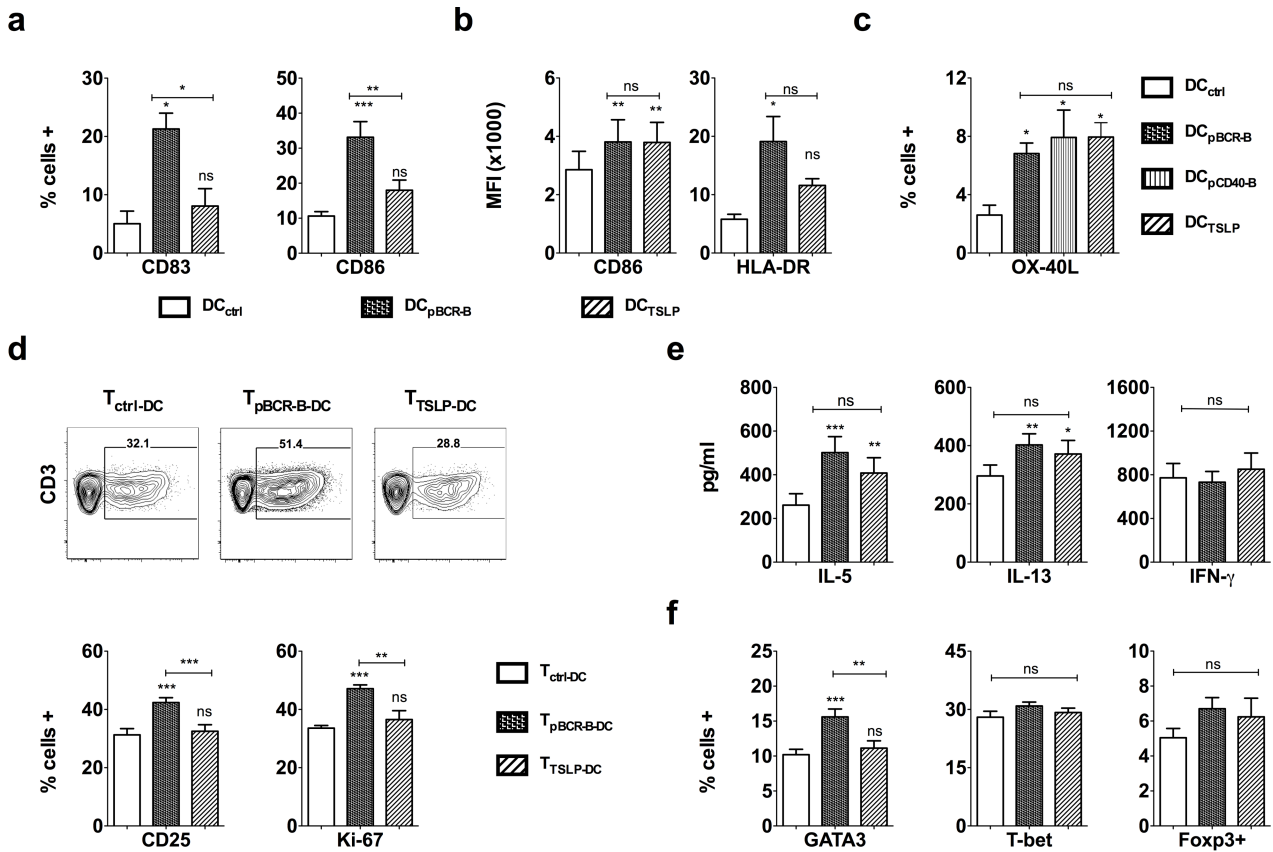 a
b
c
30
20
10
0
% cells +
*
*
ns
CD83
50
40
30
20
10
0
**
***
ns
CD86
MFI (x1000)
6
4
2
0
ns
**
**
CD86
30
20
10
0
ns
*
ns
HLA-DR
% cells +
12
8
4
0
ns
*
*
*
OX-40L
DCctrl
DCpBCR-B
DCpCD40-B
DCTSLP
DCctrl
DCpBCR-B
DCTSLP
d
e
Tctrl-DC
TpBCR-B-DC
TTSLP-DC
CD3
32.1
51.4
28.8
pg/ml
800
600
400
200
0
ns
***
**
IL-5
600
400
200
0
ns
**
*
IL-13
1600
1200
800
400
0
ns
IFN-γ
f
% cells +
60
40
20
0
***
***
ns
CD25
60
40
20
0
**
***
ns
Ki-67
Tctrl-DC
TpBCR-B-DC
TTSLP-DC
% cells +
25
20
15
10
5
0
**
***
ns
GATA3
45
30
15
0
ns
T-bet
10
8
6
4
2
0
ns
Foxp3+